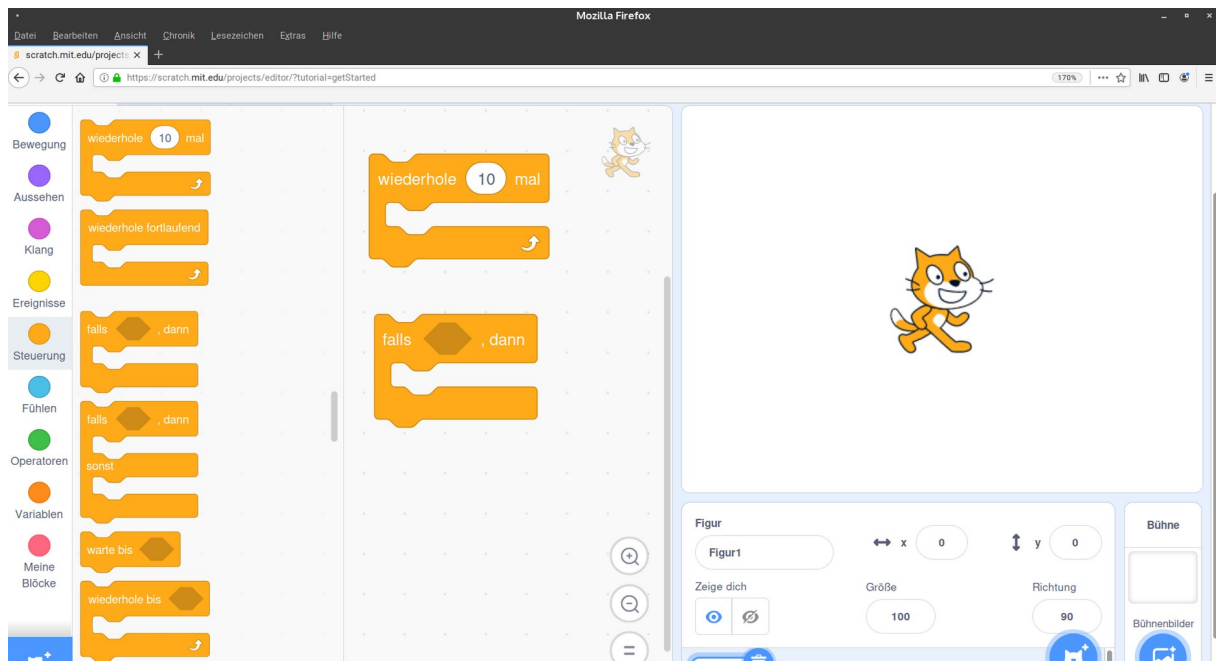 Mozilla Firefox
Datei Bearbeiten Ansicht Chronik Lesezeichen Extras Hilfe
scratch.mit.edu/projects
https://scratch.mit.edu/projects/editor/?tutorial=getStarted
170%
Bewegung
Aussehen
Klang
Ereignisse
Steuerung
Fühlen
Operatoren
Variablen
Meine
Blöcke
wiederhole 10 mal
wiederhole fortlaufend
falls , dann
falls , dann
sonst
warte bis
wiederhole bis
wiederhole 10 mal
falls , dann
Figur
Figur1
x 0
y 0
Zeige dich
Größe
100
Richtung
90
Bühne
Bühnenbilder